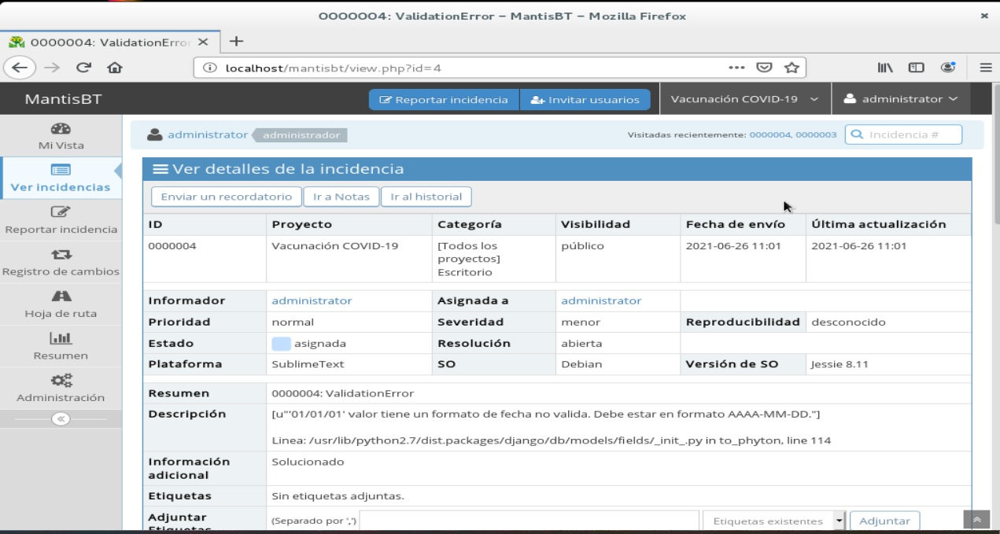 0000004: ValidationError – MantisBT – Mozilla Firefox
0000004: ValidationError
localhost/mantisbt/view.php?id=4
MantisBT
Reportar incidencia
Invitar usuarios
Vacunación COVID-19
administrator
Mi Vista
Ver incidencias
Reportar incidencia
Registro de cambios
Hoja de ruta
Resumen
Administración
administrator administrador
Visitadas recientemente: 0000004, 0000003
Incidencia #
Ver detalles de la incidencia
Enviar un recordatorio Ir a Notas Ir al historial
ID Proyecto Categoría Visibilidad Fecha de envío Última actualización
0000004 Vacunación COVID-19 [Todos los público 2021-06-26 11:01 2021-06-26 11:01
proyectos]
Escritorio
Informador administrator Asignada a administrator
Prioridad normal Severidad menor Reproducibilidad desconocido
Estado asignada Resolución abierta
Plataforma SublimeText SO Debian Versión de SO Jessie 8.11
Resumen 0000004: ValidationError
Descripción [u"'01/01/01' valor tiene un formato de fecha no valida. Debe estar en formato AAAA-MM-DD."]
Linea: /usr/lib/python2.7/dist.packages/django/db/models/fields/_init_.py in to_phyton, line 114
Información Solucionado
adicional
Etiquetas Sin etiquetas adjuntas.
Adjuntar (Separado por ',') Etiquetas existentes Adjuntar
Etiquetas